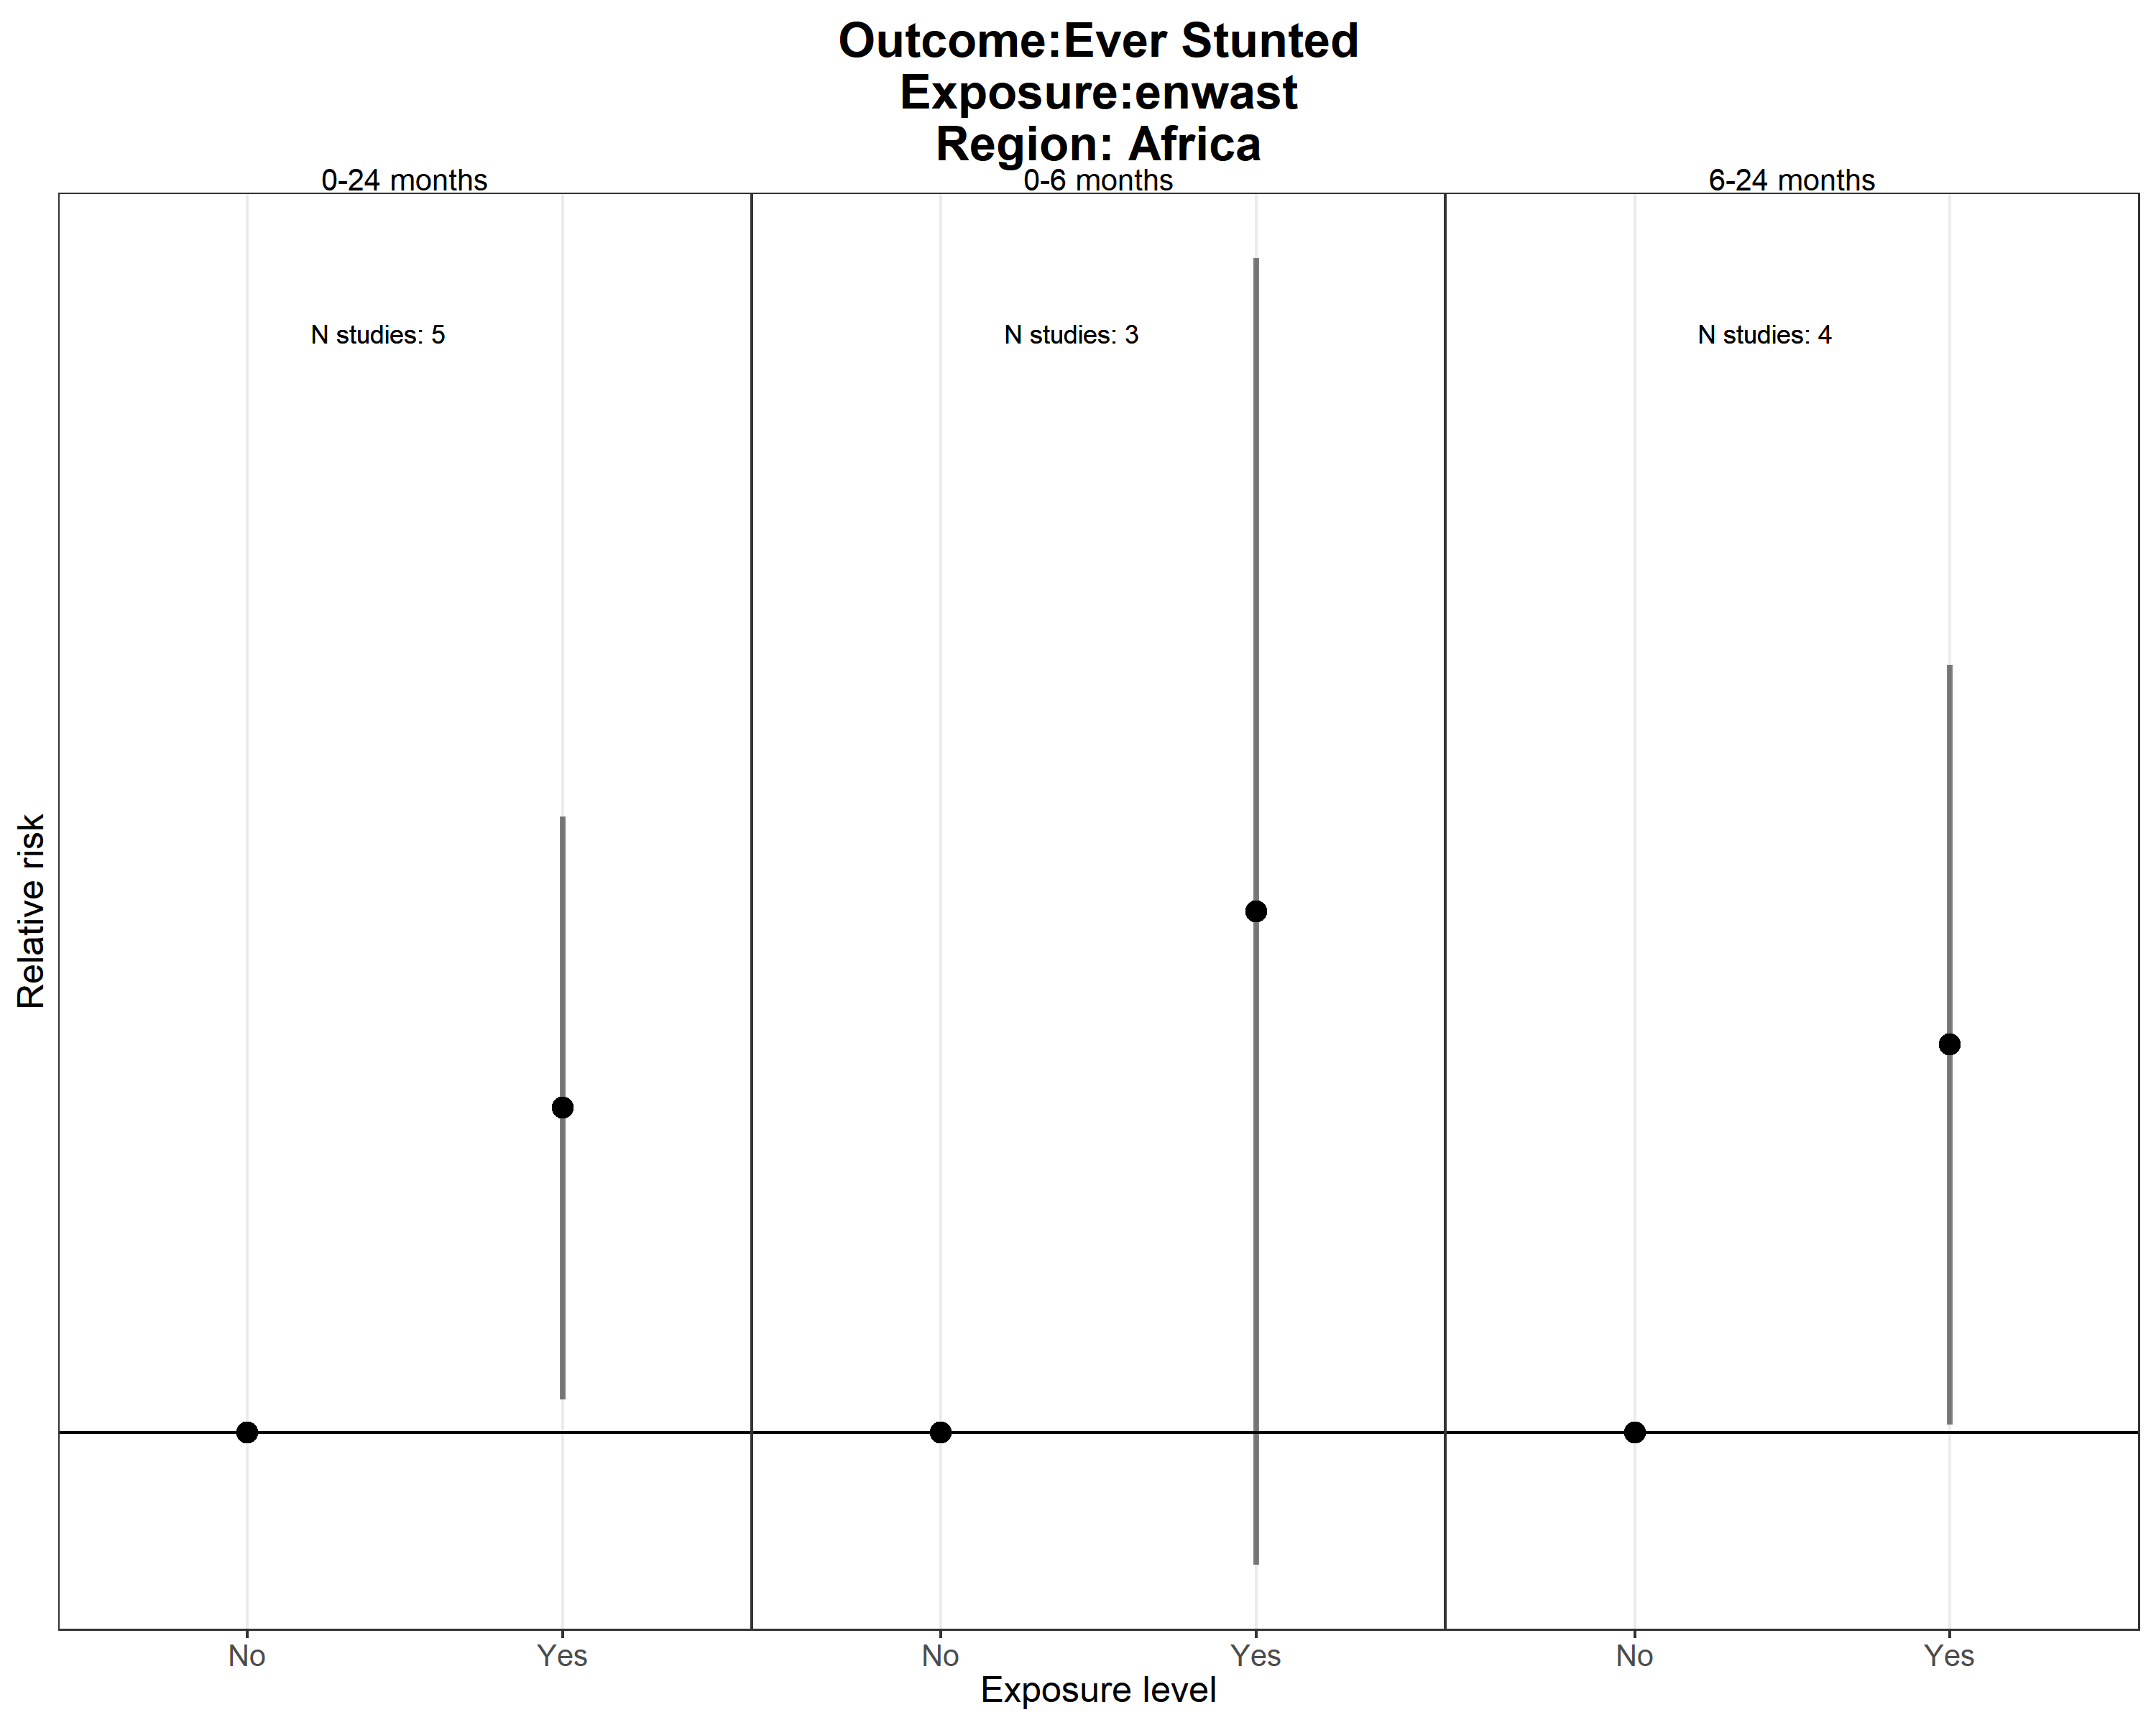 Outcome:Ever Stunted
Exposure:enwast
Region: Africa
0-24 months
0-6 months
6-24 months
N studies: 5
N studies: 3
N studies: 4
Relative risk
No
Yes
No
Yes
No
Yes
Exposure level